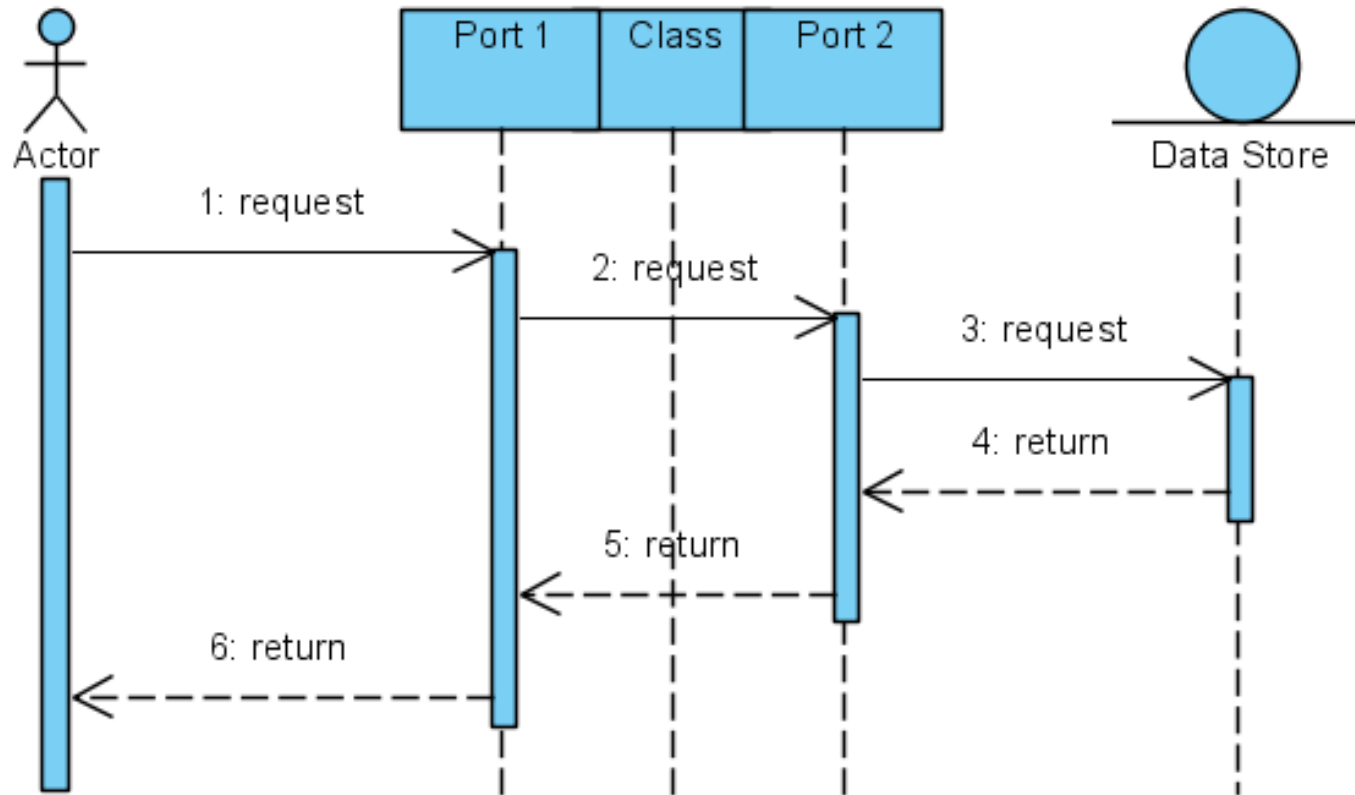 Port 1
Class
Port 2
Actor
Data Store
1: request
2: request
3: request
4: return
5: return
6: return